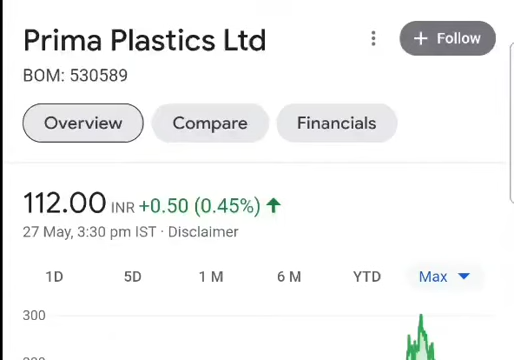 Prima Plastics Ltd
+ Follow
BOM: 530589
Overview Compare Financials
112.00 INR +0.50 (0.45%) ↑
27 May, 3:30 pm IST · Disclaimer
1D 5D 1 M 6 M YTD Max
300